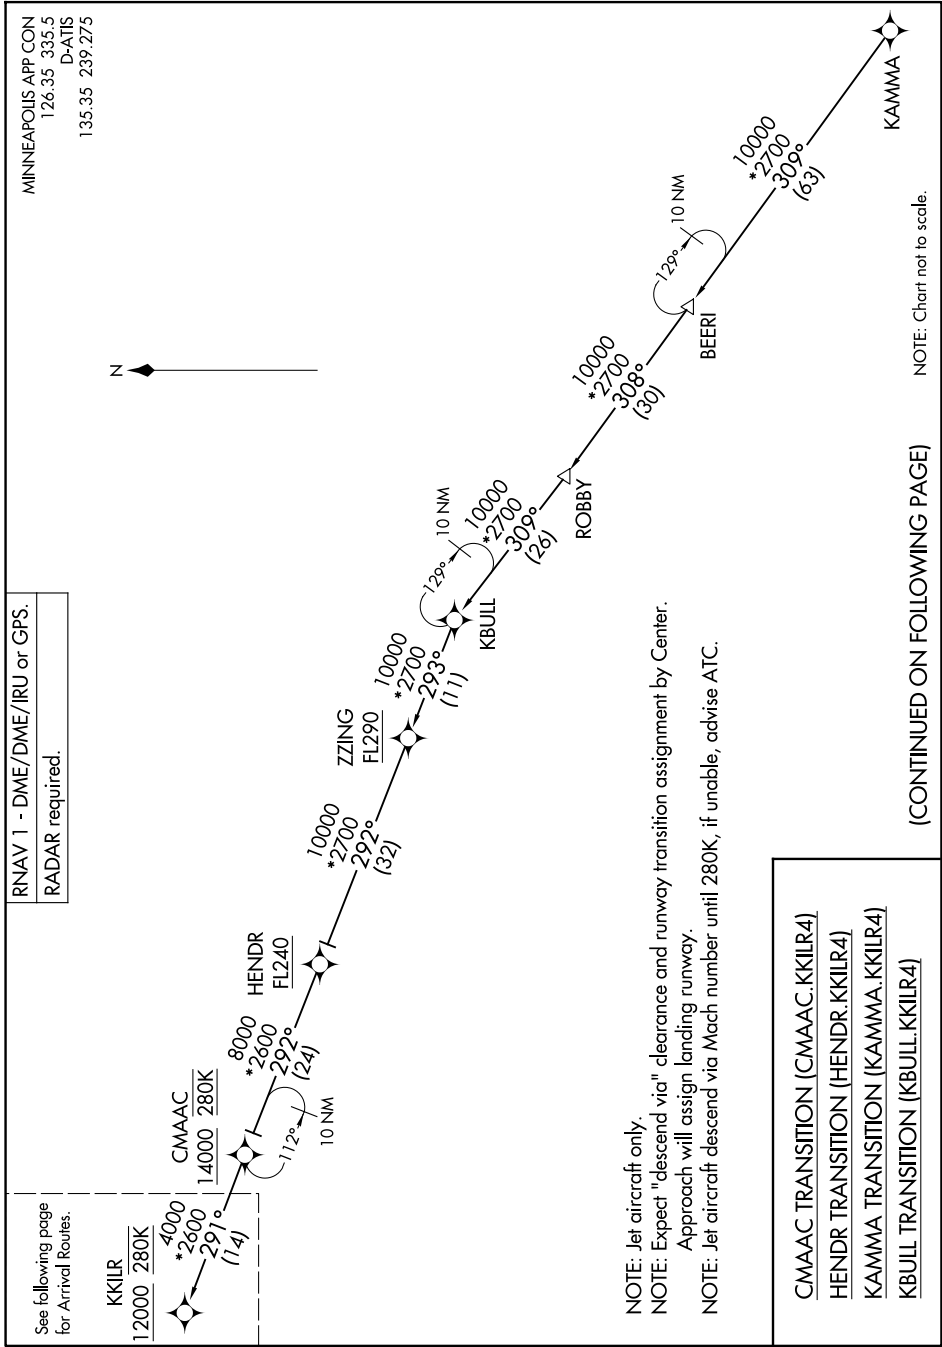 RNAV 1 - DME/DME/IRU or GPS.
RADAR required.
MINNEAPOLIS APP CON
126.35 335.5
D-ATIS
135.35 239.275
See following page
for Arrival Routes.
KKILR
12000 280K
4000
*2600
291°
(14)
CMAAC
14000 280K
112°
10 NM
8000
*2600
292°
(24)
HENDR
FL240
10000
*2700
292°
(32)
ZZING
FL290
10000
*2700
293°
(11)
KBULL
129°
10 NM
10000
*2700
309°
(26)
ROBBY
10000
*2700
308°
(30)
BEERI
129°
10 NM
10000
*2700
309°
(63)
KAMMA
N
NOTE: Jet aircraft only.
NOTE: Expect "descend via" clearance and runway transition assignment by Center.
Approach will assign landing runway.
NOTE: Jet aircraft descend via Mach number until 280K, if unable, advise ATC.
CMAAC TRANSITION (CMAAC.KKILR4)
HENDR TRANSITION (HENDR.KKILR4)
KAMMA TRANSITION (KAMMA.KKILR4)
KBULL TRANSITION (KBULL.KKILR4)
(CONTINUED ON FOLLOWING PAGE)
NOTE: Chart not to scale.